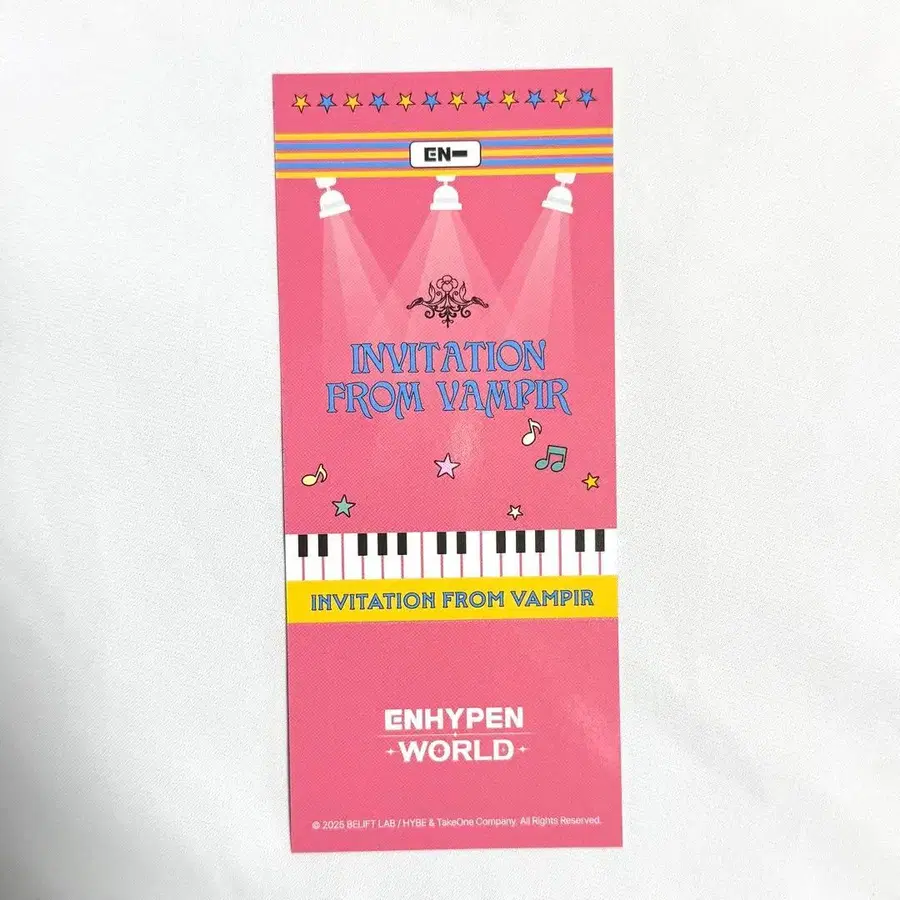 EN-
INVITATION
FROM VAMPIR
INVITATION FROM VAMPIR
ENHYPEN
WORLD
© 2025 BELIFT LAB / HYBE & TakeOne Company. All Rights Reserved.